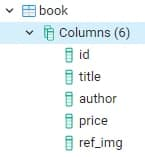 book
Columns (6)
id
title
author
price
ref_img